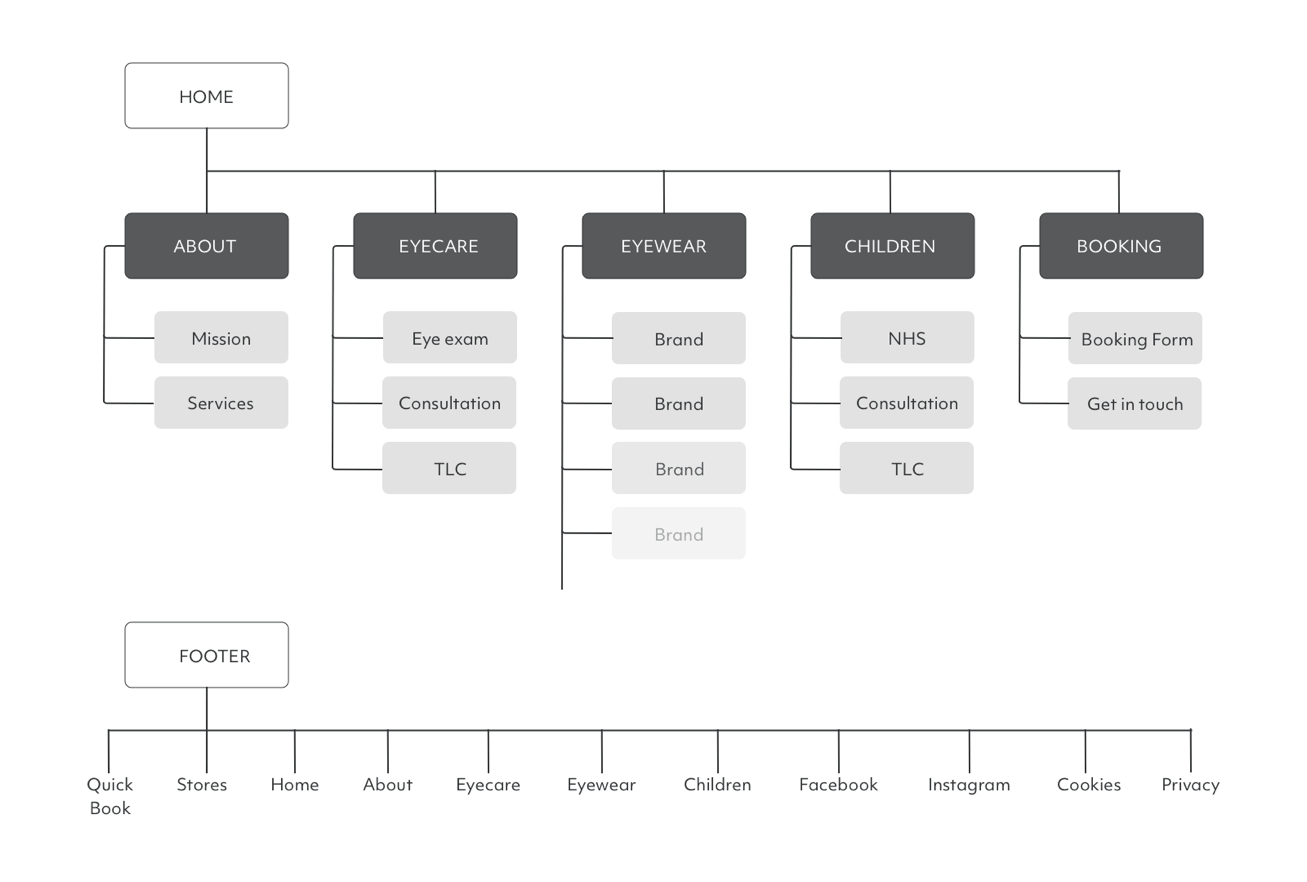 HOME
ABOUT
EYECARE
EYEWEAR
CHILDREN
BOOKING
Mission
Eye exam
Brand
NHS
Booking Form
Services
Consultation
Brand
Consultation
Get in touch
TLC
Brand
TLC
Brand
FOOTER
Quick
Book
Stores
Home
About
Eyecare
Eyewear
Children
Facebook
Instagram
Cookies
Privacy